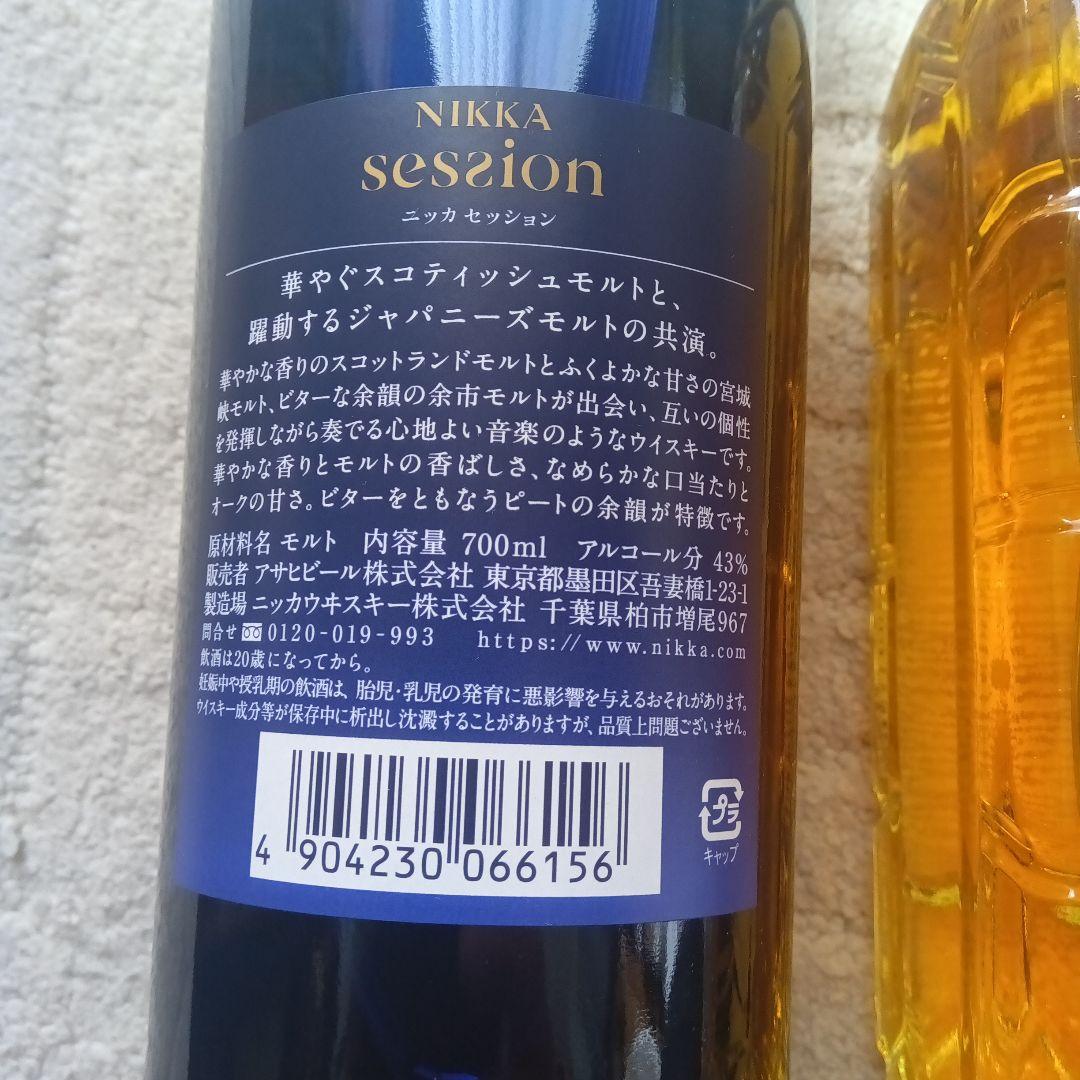 NIKKA
session
ニッカ セッション
華やぐスコティッシュモルトと、
躍動するジャパニーズモルトの共演。
華やかな香りのスコットランドモルトとふくよかな甘さの宮城
峡モルト、ビターな余韻の余市モルトが出会い、互いの個性
を発揮しながら奏でる心地よい音楽のようなウイスキーです。
華やかな香りとモルトの香ばしさ、なめらかな口当たりと
オークの甘さ。ビターをともなうピートの余韻が特徴です。
原材料名 モルト 内容量 700ml アルコール分 43%
販売者 アサヒビール株式会社 東京都墨田区吾妻橋1-23-1
製造場 ニッカウヰスキー株式会社 千葉県柏市増尾967
問合せ 0120-019-993 https://www.nikka.com
飲酒は20歳になってから。
妊娠中や授乳期の飲酒は、胎児・乳児の発育に悪影響を与えるおそれがあります。
ウイスキー成分等が保存中に析出し沈澱することがありますが、品質上問題ございません。
4 904230 066156
プラ
キャップ